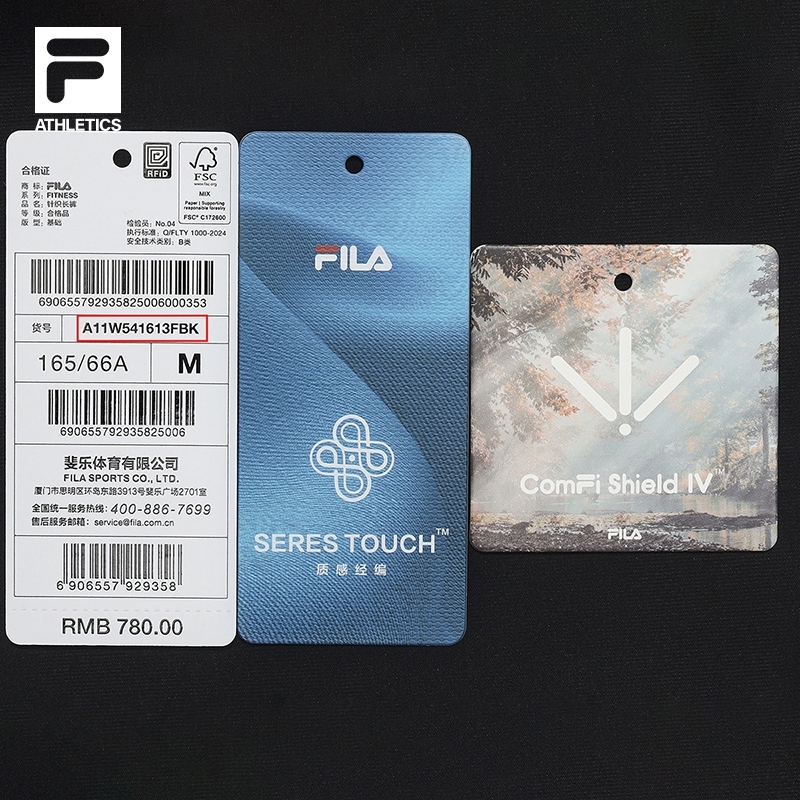 F
ATHLETICS
合格证
RFiD
FSC
www.fsc.org
MIX
Paper | Supporting
responsible forestry
FSC® C172600
商 标: FILA
系 列: FITNESS
品 名: 针织长裤
等 级: 合格品
版 型: 基础
检验员: No.04
执行标准: Q/FLTY 1000-2024
安全技术类别: B类
690655792935825006000353
货号
A11W541613FBK
165/66A
M
690655792935825006
斐乐体育有限公司
FILA SPORTS CO., LTD.
厦门市思明区环岛东路3913号斐乐广场2701室
全国统一服务热线: 400-886-7699
售后服务邮箱: service@fila.com.cn
6 906557 929358
RMB 780.00
FILA
SERES TOUCH™
质感经编
ComFi Shield IV™
FILA